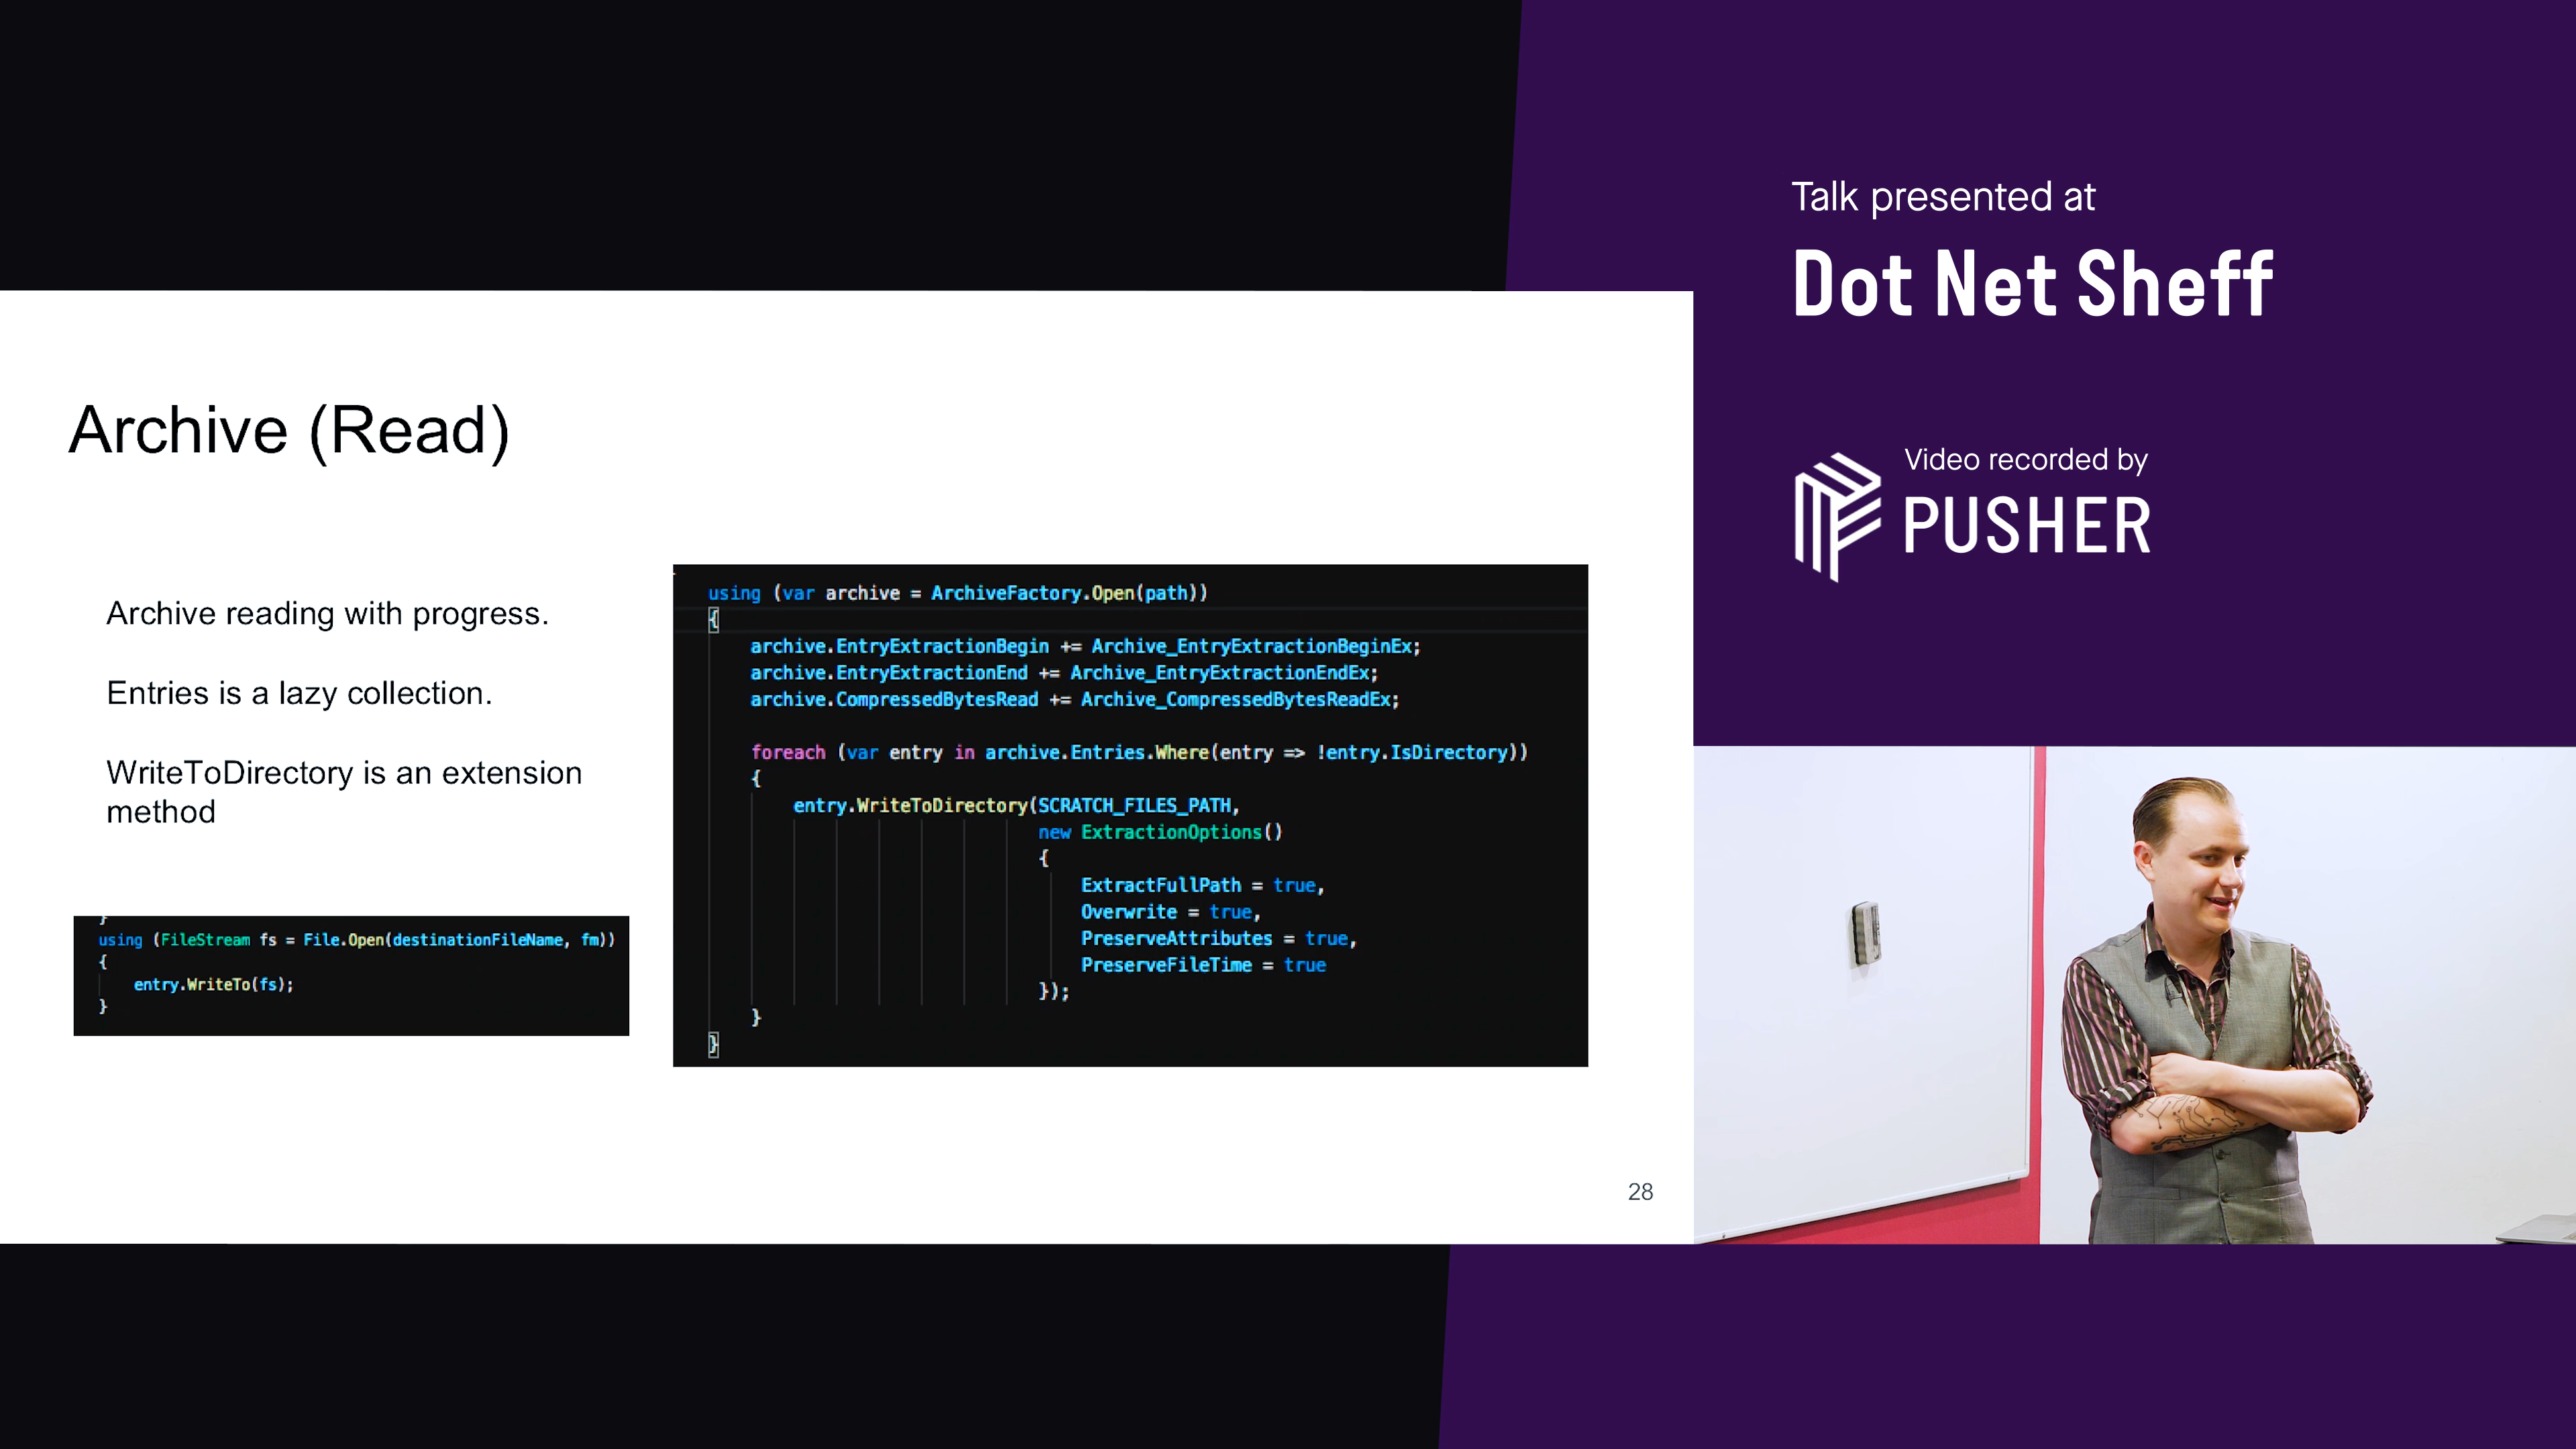 Talk presented at
Dot Net Sheff
Video recorded by
PUSHER
Archive (Read)
Archive reading with progress.
Entries is a lazy collection.
WriteToDirectory is an extension
method
}
using (FileStream fs = File.Open(destinationFileName, fm))
{
entry.WriteTo(fs);
}
using (var archive = ArchiveFactory.Open(path))
{
archive.EntryExtractionBegin += Archive_EntryExtractionBeginEx;
archive.EntryExtractionEnd += Archive_EntryExtractionEndEx;
archive.CompressedBytesRead += Archive_CompressedBytesReadEx;
foreach (var entry in archive.Entries.Where(entry => !entry.IsDirectory))
{
entry.WriteToDirectory(SCRATCH_FILES_PATH,
new ExtractionOptions()
{
ExtractFullPath = true,
Overwrite = true,
PreserveAttributes = true,
PreserveFileTime = true
});
}
}
28